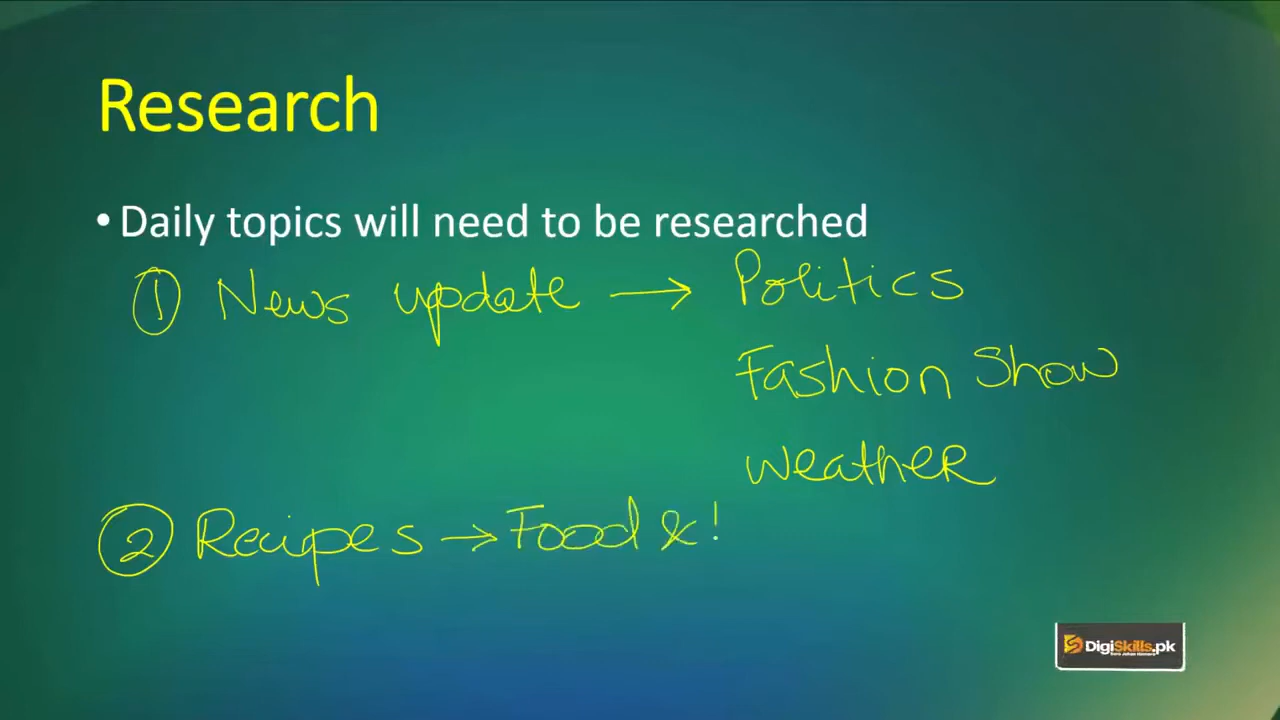 Research
• Daily topics will need to be researched
① News update → Politics
Fashion Show
Weather
② Recipes → Food &
DigiSkills.pk